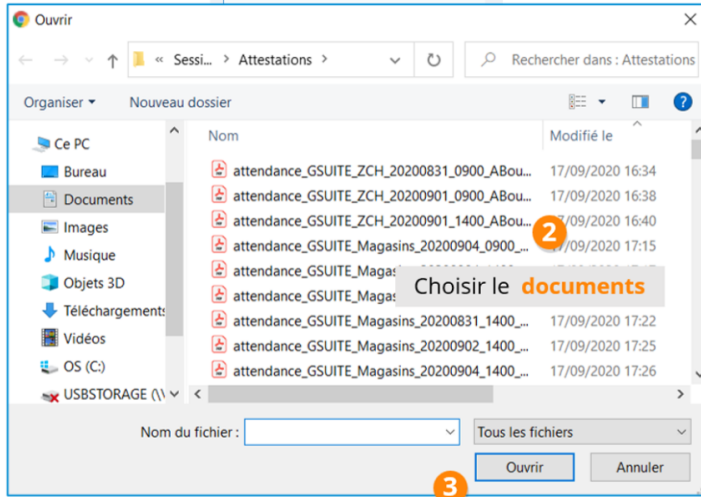 Ouvrir
« Sessi... > Attestations >
Rechercher dans : Attestations
Organiser
Nouveau dossier
Ce PC
Bureau
Documents
Images
Musique
Objets 3D
Téléchargements
Vidéos
OS (C:)
USBSTORAGE (\\
Nom Modifié le
attendance_GSUITE_ZCH_20200831_0900_ABou... 17/09/2020 16:34
attendance_GSUITE_ZCH_20200901_0900_ABou... 17/09/2020 16:38
attendance_GSUITE_ZCH_20200901_1400_ABou... 17/09/2020 16:40
attendance_GSUITE_Magasins_20200904_0900_... 17/09/2020 17:15
2
attendance_GSUITE_Magas
Choisir le documents
attendance_GSUITE_Magas
attendance_GSUITE_Magasins_20200831_1400_... 17/09/2020 17:22
attendance_GSUITE_Magasins_20200902_1400_... 17/09/2020 17:25
attendance_GSUITE_Magasins_20200904_1400_... 17/09/2020 17:26
Nom du fichier :
Tous les fichiers
3
Ouvrir
Annuler